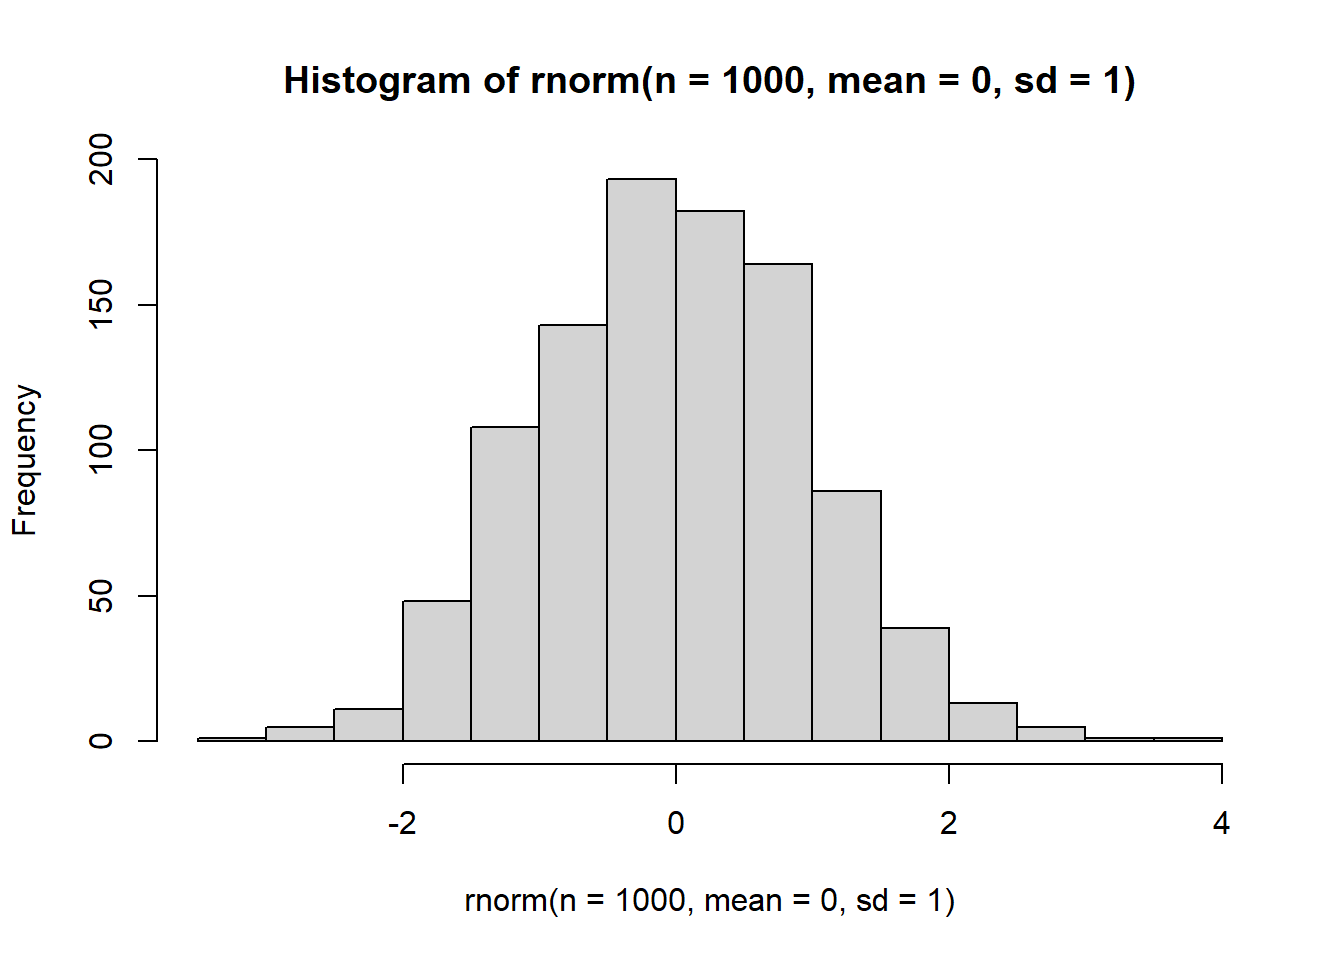 Histogram of rnorm(n = 1000, mean = 0, sd = 1)
200
150
100
50
0
Frequency
-2 0 2 4
rnorm(n = 1000, mean = 0, sd = 1)